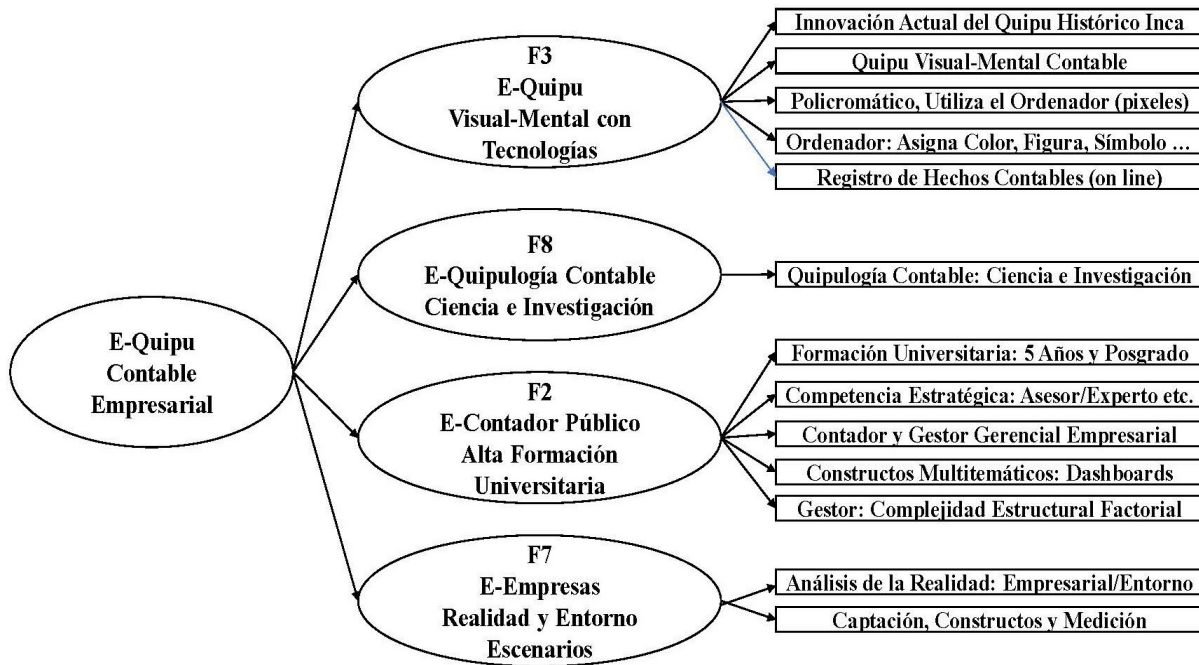 E-Quipu
Contable
Empresarial
F3
E-Quipu
Visual-Mental con
Tecnologías
Innovación Actual del Quipu Histórico Inca
Quipu Visual-Mental Contable
Policromático, Utiliza el Ordenador (pixeles)
Ordenador: Asigna Color, Figura, Símbolo ...
Registro de Hechos Contables (on line)
F8
E-Quipulogía Contable
Ciencia e Investigación
Quipulogía Contable: Ciencia e Investigación
F2
E-Contador Público
Alta Formación
Universitaria
Formación Universitaria: 5 Años y Posgrado
Competencia Estratégica: Asesor/Experto etc.
Contador y Gestor Gerencial Empresarial
Constructos Multitemáticos: Dashboards
Gestor: Complejidad Estructural Factorial
F7
E-Empresas
Realidad y Entorno
Escenarios
Análisis de la Realidad: Empresarial/Entorno
Captación, Constructos y Medición